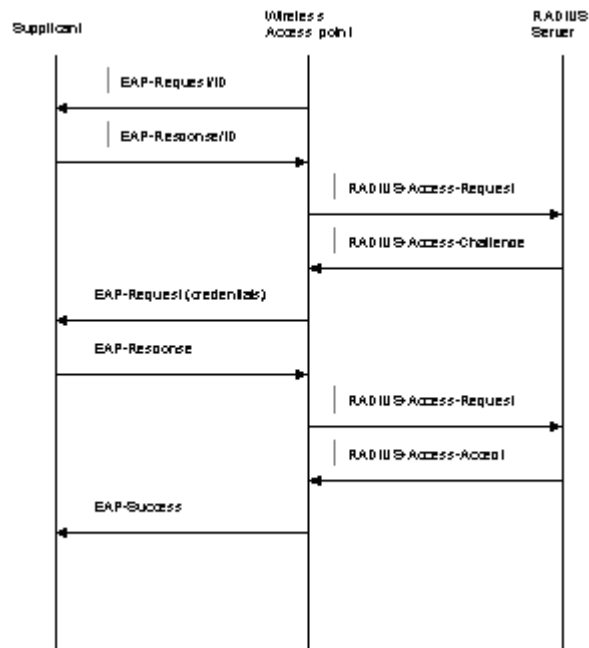 Supplicant
Wireless
Access point
RADIUS
Server
EAP-Request/ID
EAP-Response/ID
RADIUS-Access-Request
RADIUS-Access-Challenge
EAP-Request (credentials)
EAP-Response
RADIUS-Access-Request
RADIUS-Access-Accept
EAP-Success